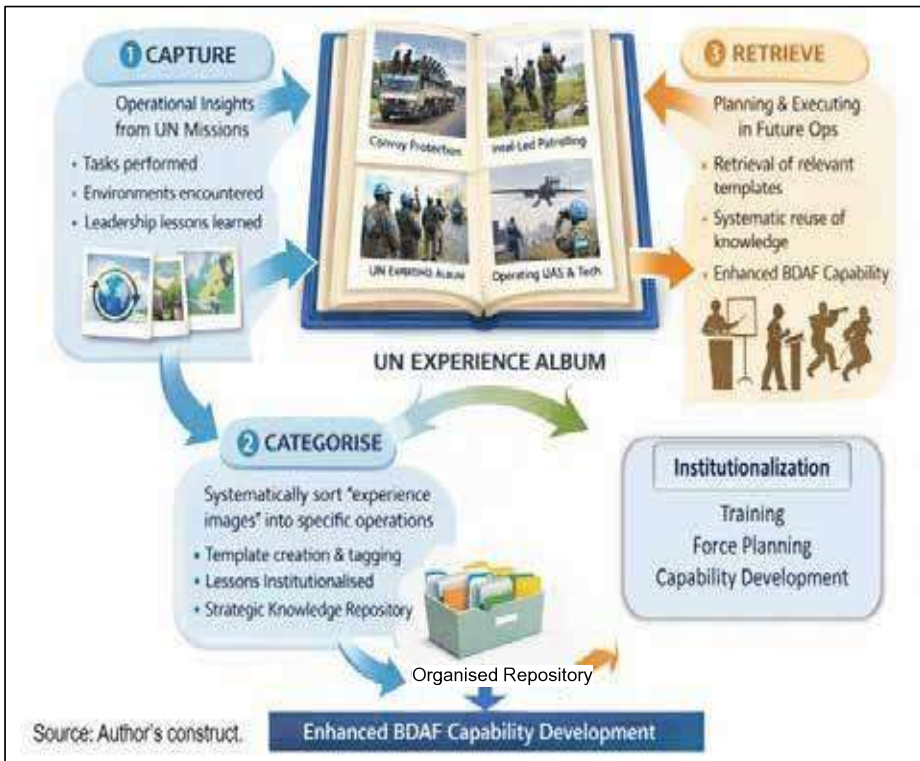 1 CAPTURE
Operational Insights
from UN Missions
• Tasks performed
• Environments encountered
• Leadership lessons learned
Convoy Protection
Intel-Led Patrolling
UN
ALBUM
Operating UAS & Tech
UN EXPERIENCE ALBUM
3 RETRIEVE
Planning & Executing
in Future Ops
• Retrieval of relevant
templates
• Systematic reuse of
knowledge
• Enhanced BDAF Capability
2 CATEGORISE
Systematically sort "experience
images" into specific operations
• Template creation & tagging
• Lessons Institutionalised
• Strategic Knowledge Repository
Organised Repository
Institutionalization
Training
Force Planning
Capability Development
Source: Author's construct.
Enhanced BDAF Capability Development